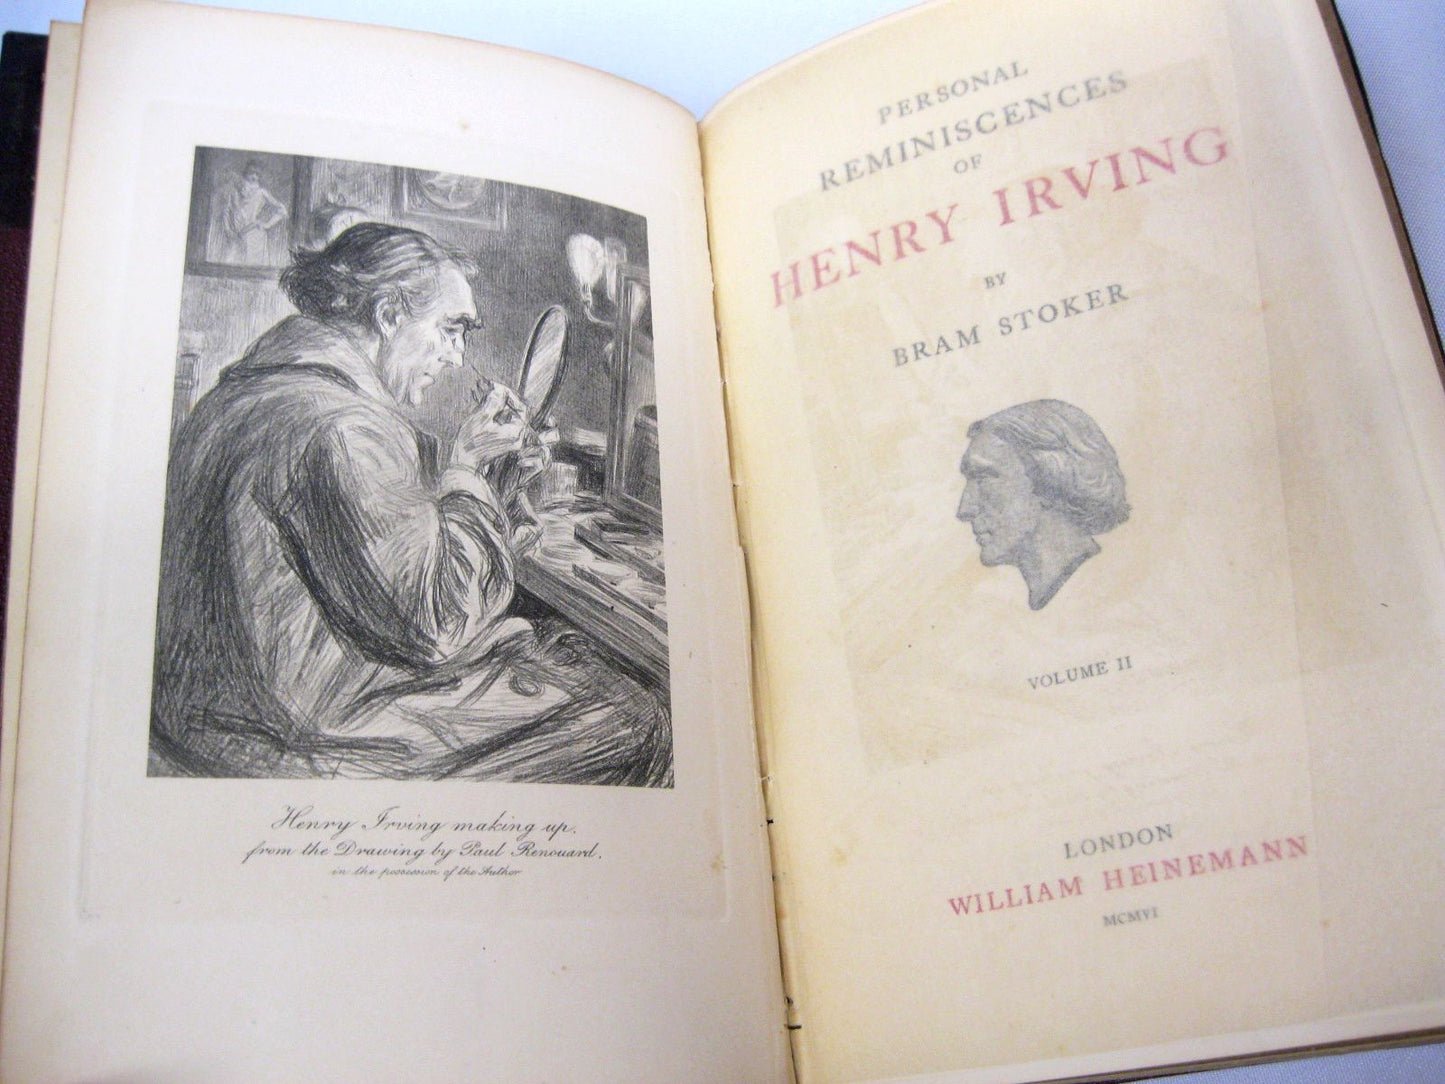 Henry Irving making up.
from the Drawing by Paul Renouard.
in the possession of the Author
PERSONAL
REMINISCENCES
OF
HENRY IRVING
BY
BRAM STOKER
VOLUME II
LONDON
WILLIAM HEINEMANN
MCMVI